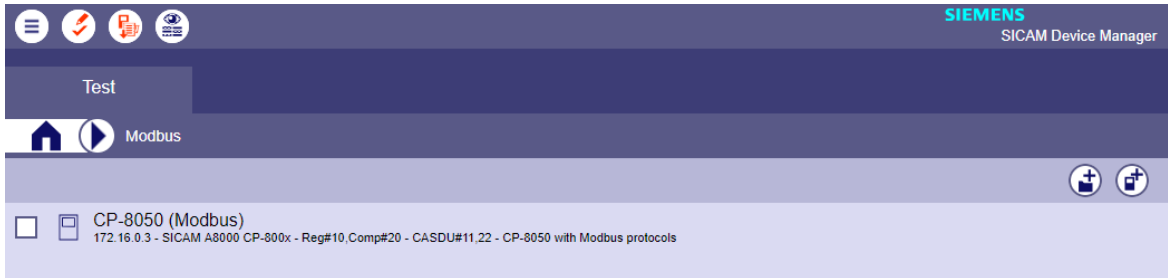 SIEMENS
SICAM Device Manager
Test
Modbus
CP-8050 (Modbus)
172.16.0.3 - SICAM A8000 CP-800x - Reg#10,Comp#20 - CASDU#11,22 - CP-8050 with Modbus protocols